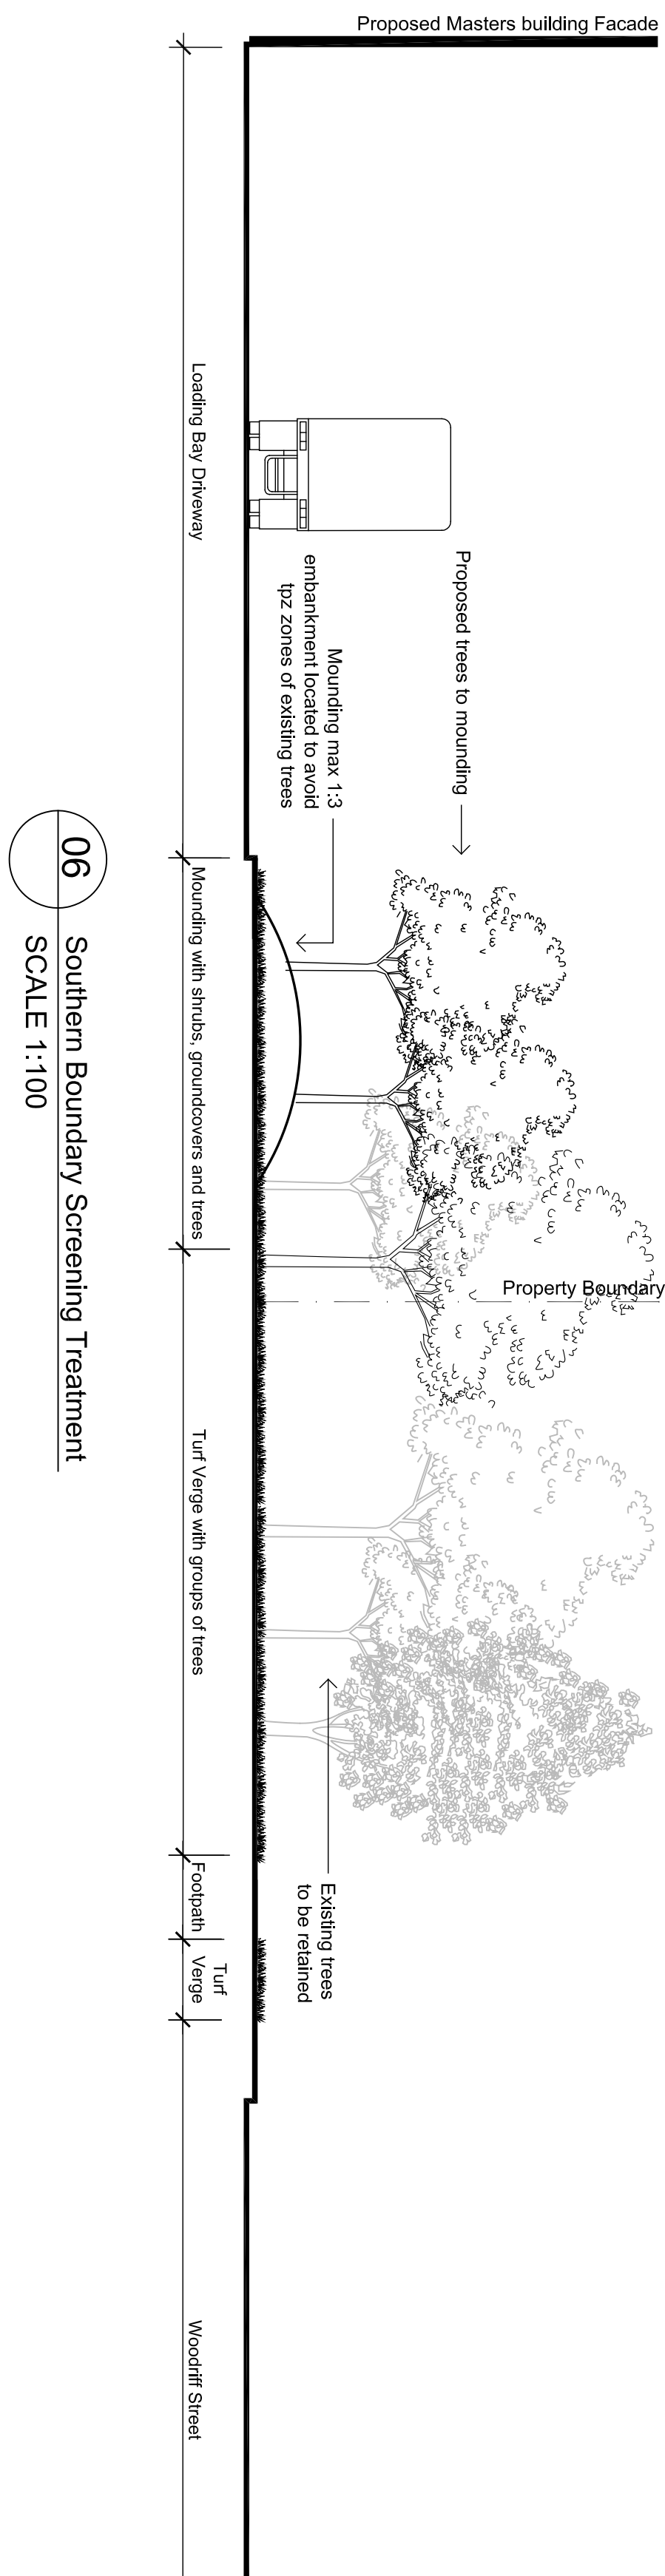 Proposed Masters building Facade
Loading Bay Driveway
Proposed trees to mounding
Mounding max 1:3
embankment located to avoid
tpz zones of existing trees
Mounding with shrubs, groundcovers and trees
Property Boundary
Turf Verge with groups of trees
Existing trees
to be retained
Footpath
Turf
Verge
Woodriff Street
06
Southern Boundary Screening Treatment
SCALE 1:100